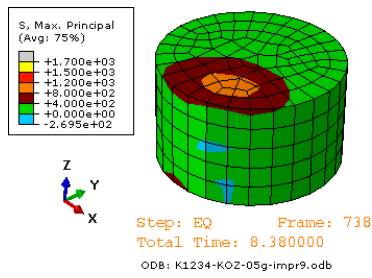 S, Max. Principal
(Avg: 75%)
+1.700e+03
+1.500e+03
+1.200e+03
+8.000e+02
+4.000e+02
+0.000e+00
-2.695e+02
Z
Y
X
Step: EQ Frame: 738
Total Time: 8.380000
ODB: K1234-KOZ-05g-impr9.odb